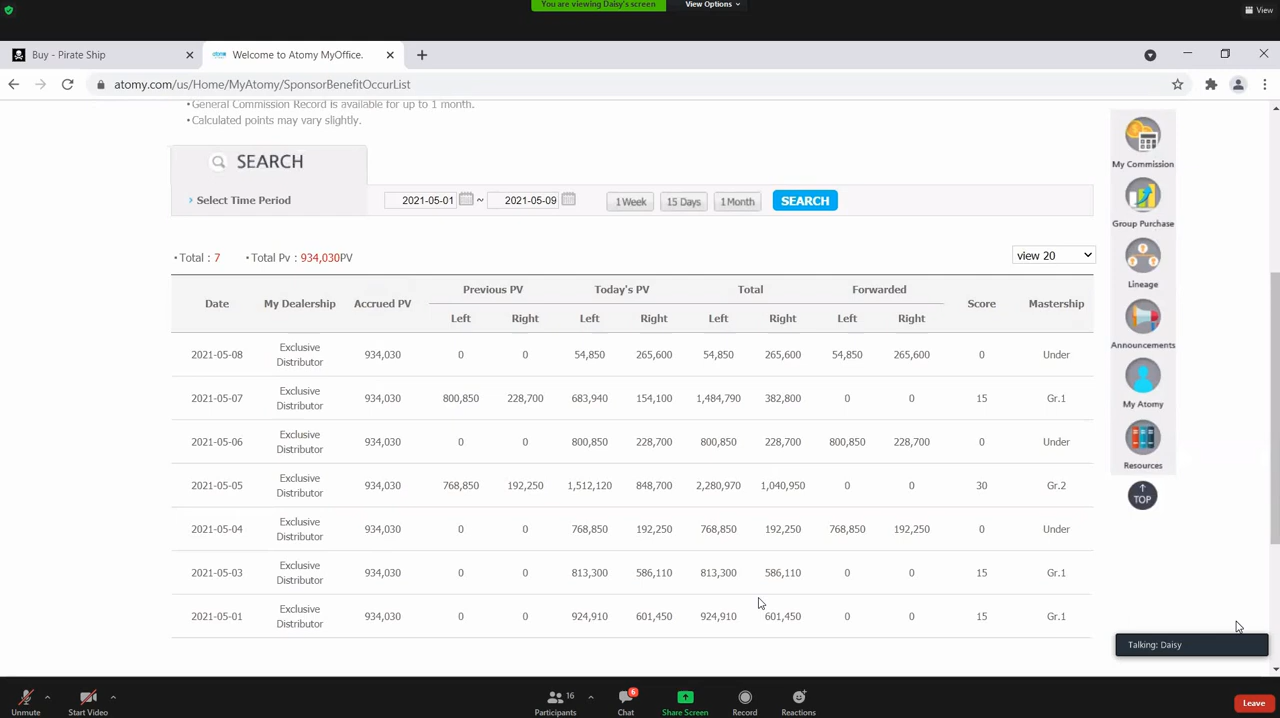 You are viewing Daisy's screen View Options
View
Buy - Pirate Ship
Welcome to Atomy MyOffice.
atomy.com/us/Home/MyAtomy/SponsorBenefitOccurList
•General Commission Record is available for up to 1 month.
•Calculated points may vary slightly.
SEARCH
Select Time Period 2021-05-01 ~ 2021-05-09 1 Week 15 Days 1 Month SEARCH
•Total : 7 •Total Pv : 934,030PV view 20
Date My Dealership Accrued PV Previous PV Today's PV Total Forwarded Score Mastership
Left Right Left Right Left Right Left Right
2021-05-08 Exclusive Distributor 934,030 0 0 54,850 265,600 54,850 265,600 54,850 265,600 0 Under
2021-05-07 Exclusive Distributor 934,030 800,850 228,700 683,940 154,100 1,484,790 382,800 0 0 15 Gr.1
2021-05-06 Exclusive Distributor 934,030 0 0 800,850 228,700 800,850 228,700 800,850 228,700 0 Under
2021-05-05 Exclusive Distributor 934,030 768,850 192,250 1,512,120 848,700 2,280,970 1,040,950 0 0 30 Gr.2
2021-05-04 Exclusive Distributor 934,030 0 0 768,850 192,250 768,850 192,250 768,850 192,250 0 Under
2021-05-03 Exclusive Distributor 934,030 0 0 813,300 586,110 813,300 586,110 0 0 15 Gr.1
2021-05-01 Exclusive Distributor 934,030 0 0 924,910 601,450 924,910 601,450 0 0 15 Gr.1
My Commission
Group Purchase
Lineage
Announcements
My Atomy
Resources
TOP
Talking: Daisy
Unmute Start Video Participants 16 Chat 6 Share Screen Record Reactions Leave